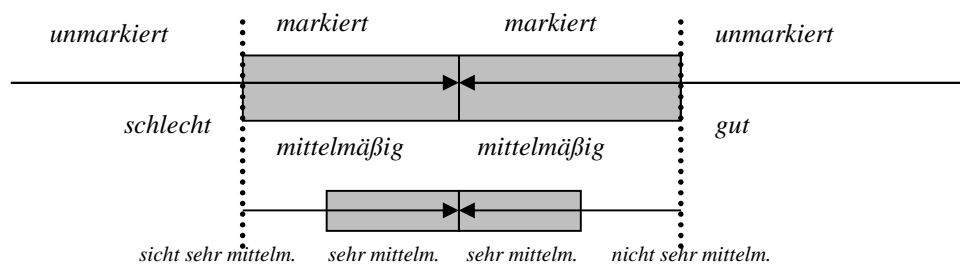 unmarkiert markiert markiert unmarkiert
schlecht gut
mittelmäßig mittelmäßig
sicht sehr mittelm. sehr mittelm. sehr mittelm. nicht sehr mittelm.